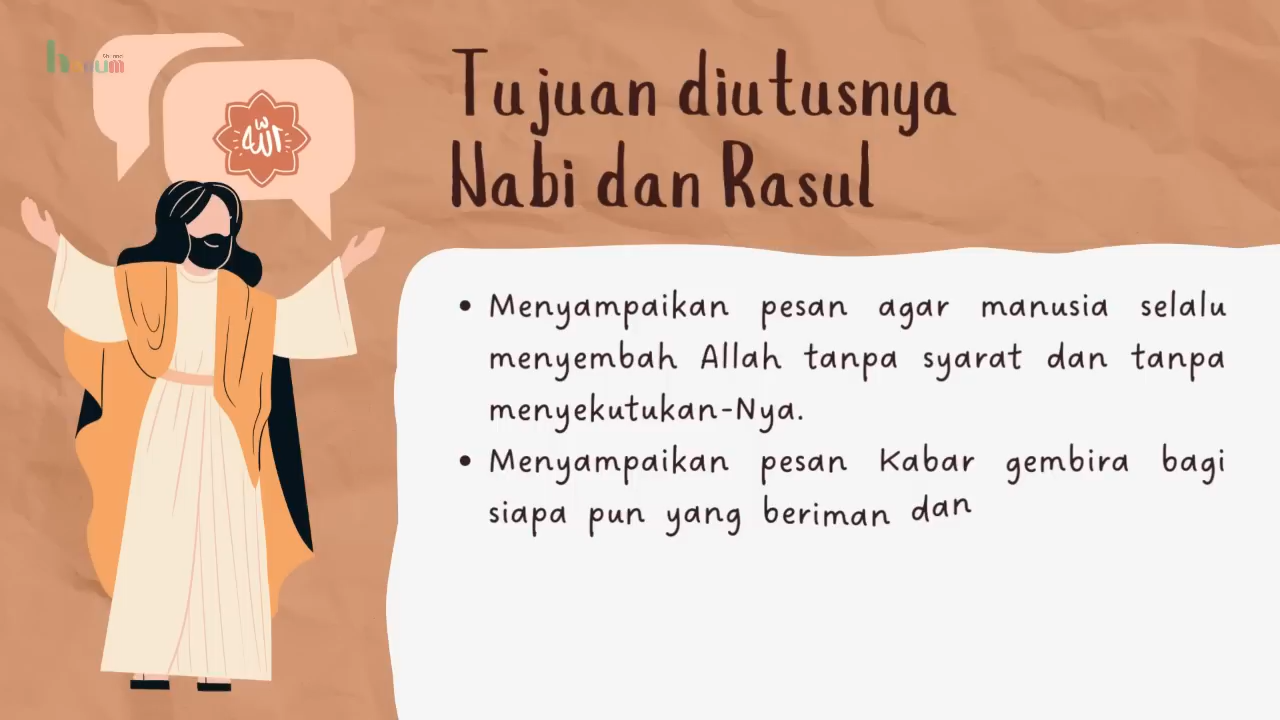 الله
Tujuan diutusnya
Nabi dan Rasul
• Menyampaikan pesan agar manusia selalu
menyembah Allah tanpa syarat dan tanpa
menyekutukan-Nya.
• Menyampaikan pesan Kabar gembira bagi
siapa pun yang beriman dan